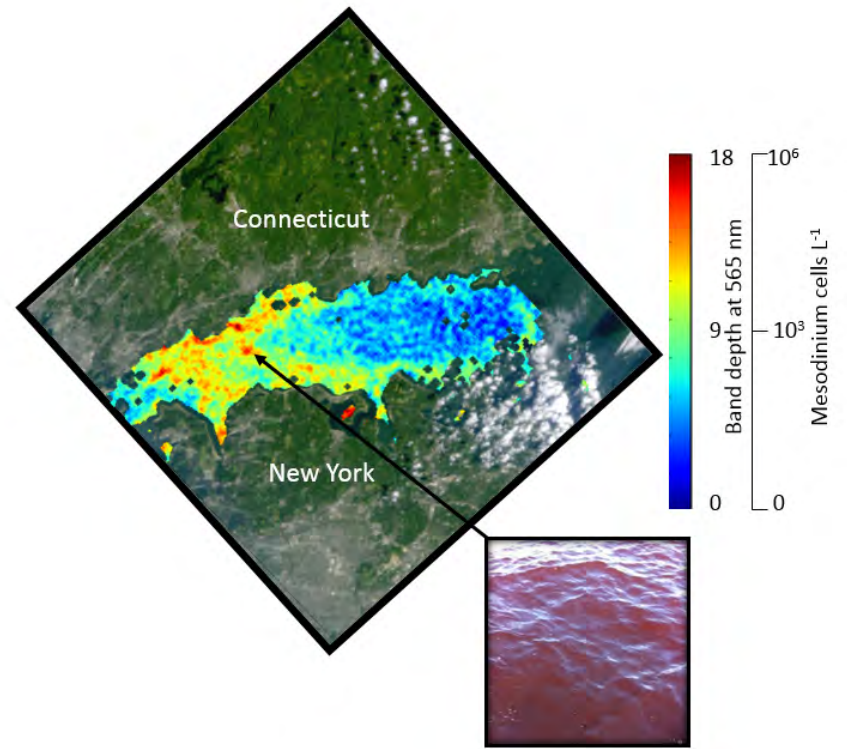 Connecticut
New York
18
9
0
Band depth at 565 nm
10⁶
10³
0
Mesodinium cells L⁻¹